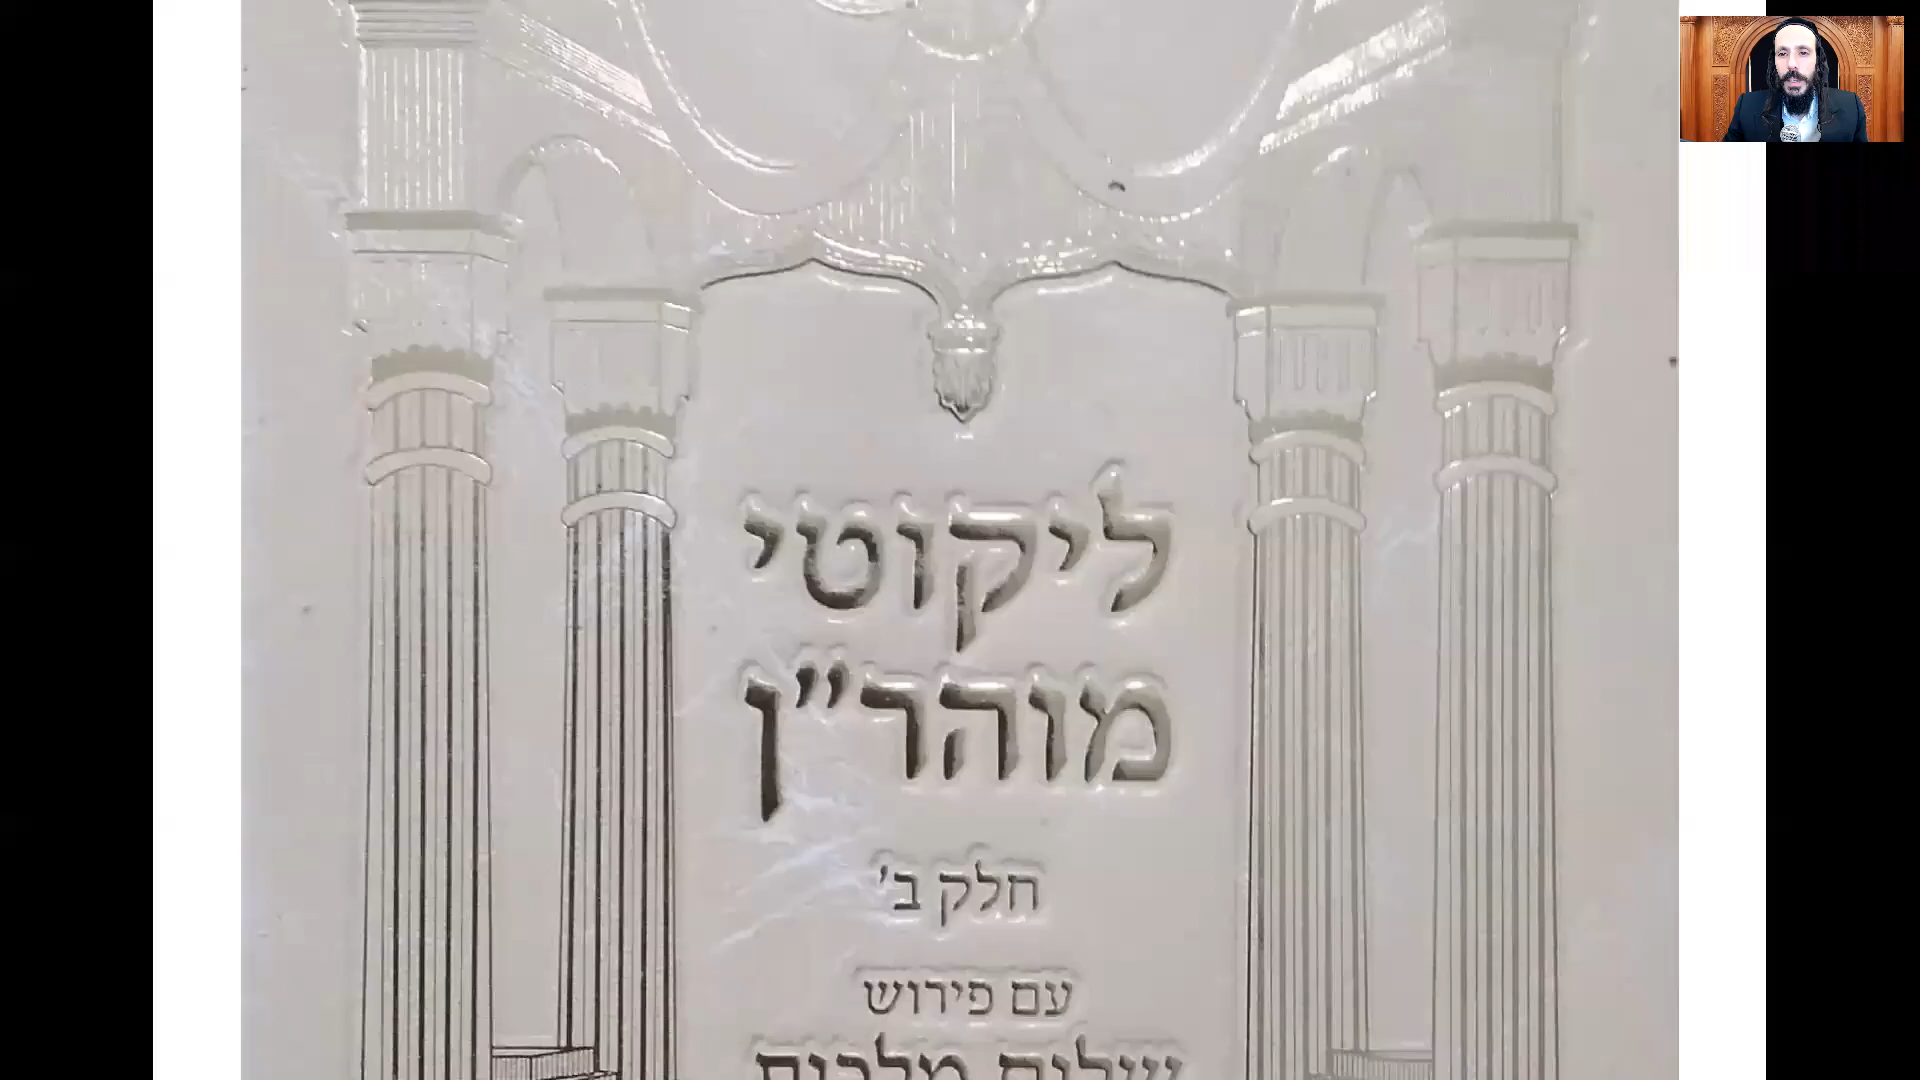 ליקוטי
מוהר״ן
חלק ב׳
עם פירוש